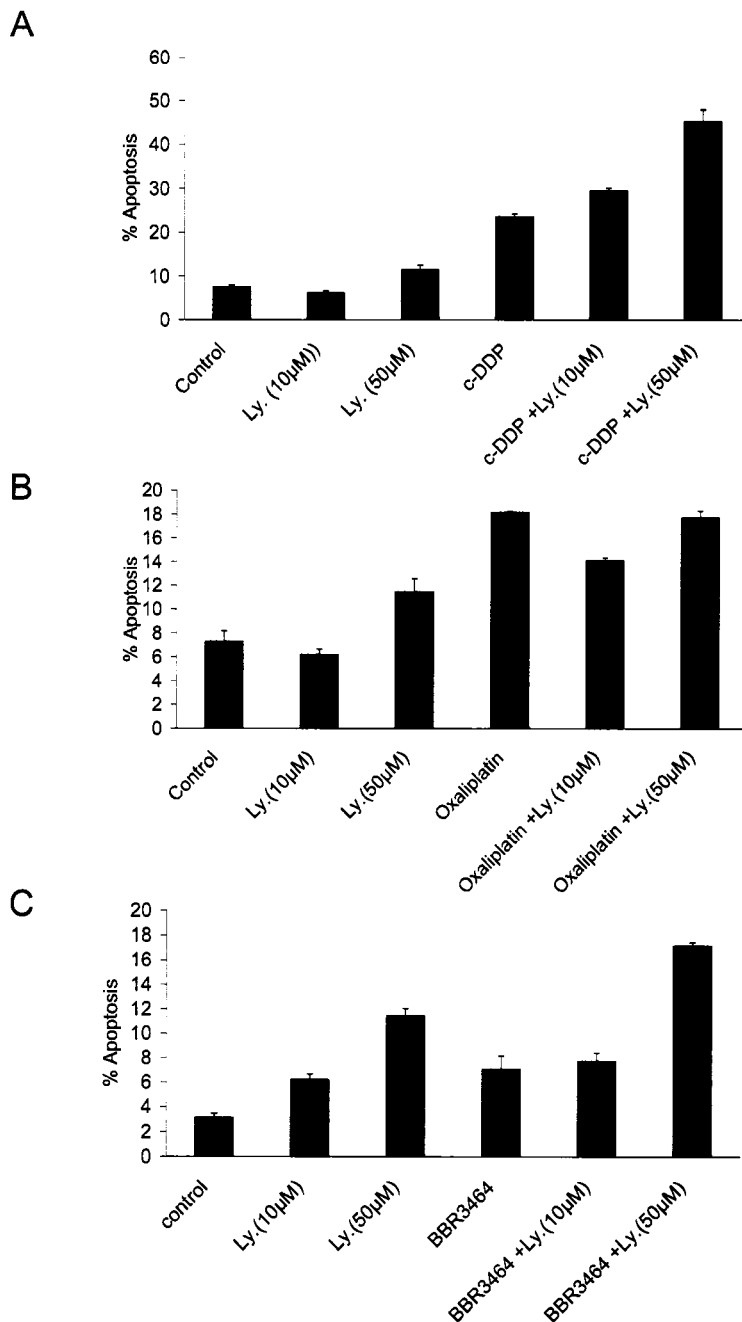 A
60
50
40
30
20
10
0
% Apoptosis
Control
Ly. (10µM))
Ly. (50µM)
c-DDP
c-DDP +Ly.(10µM)
c-DDP +Ly.(50µM)
B
20
18
16
14
12
10
8
6
4
2
0
% Apoptosis
Control
Ly.(10µM)
Ly.(50µM)
Oxaliplatin
Oxaliplatin +Ly.(10µM)
Oxaliplatin +Ly.(50µM)
C
20
18
16
14
12
10
8
6
4
2
0
% Apoptosis
control
Ly.(10µM)
Ly.(50µM)
BBR3464
BBR3464 +Ly.(10µM)
BBR3464 +Ly.(50µM)